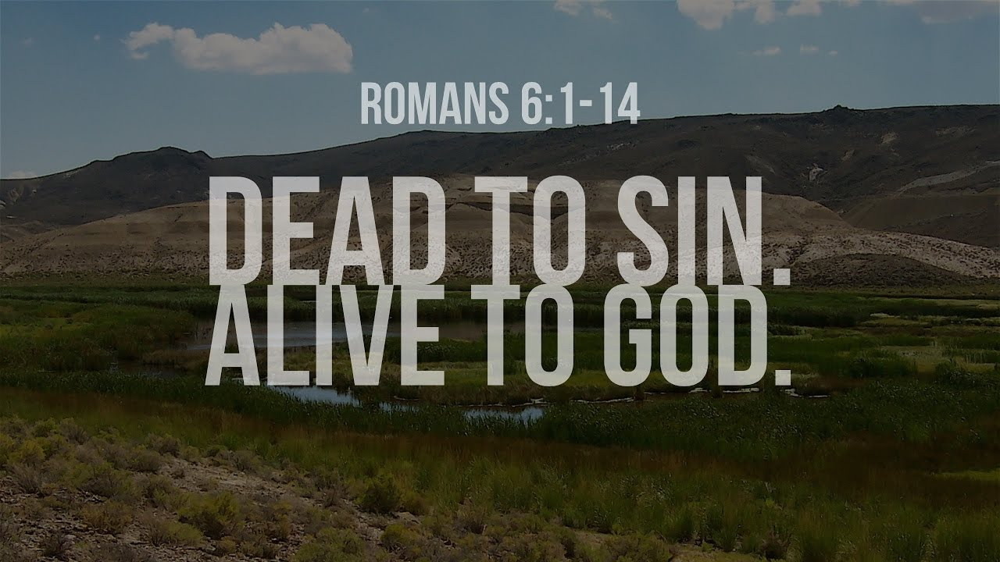 ROMANS 6:1-14
DEAD TO SIN.
ALIVE TO GOD.